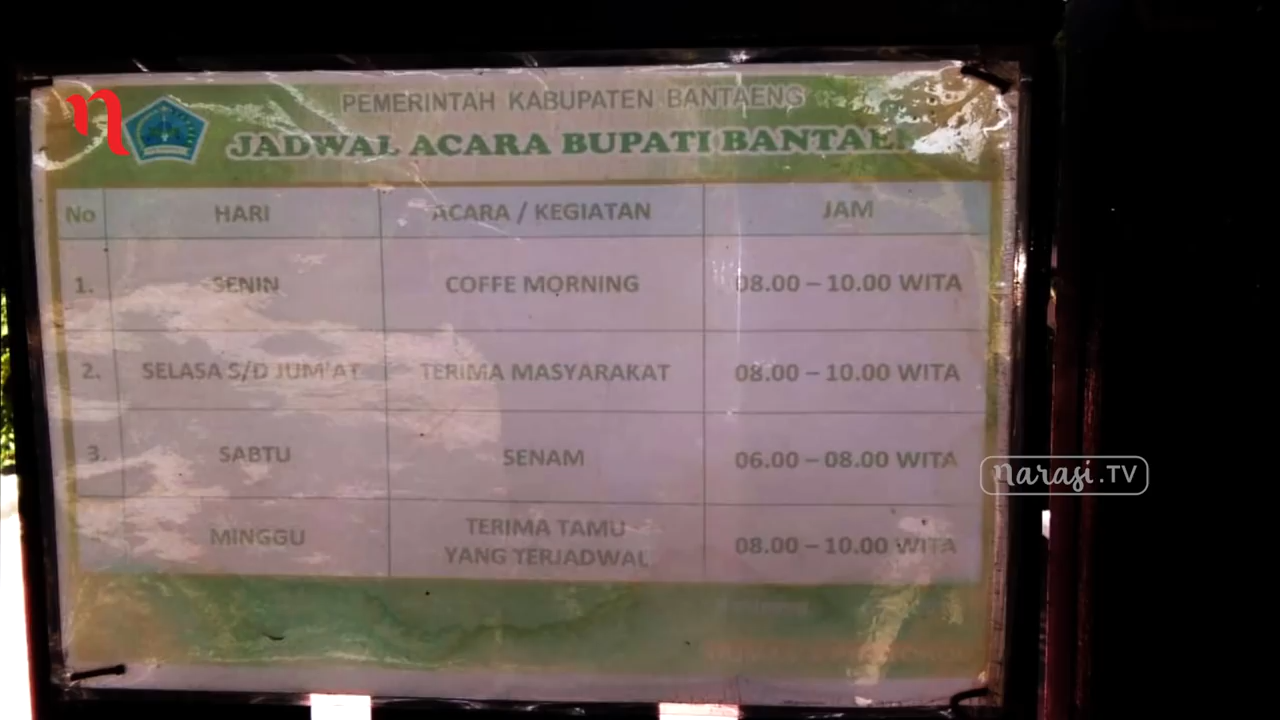 PEMERINTAH KABUPATEN BANTAENG
JADWAL ACARA BUPATI
No HARI ACARA / KEGIATAN JAM
1. SENIN COFFE MORNING 08.00 – 10.00 WITA
2. SELASA S/D JUM'AT TERIMA MASYARAKAT 08.00 – 10.00 WITA
3. SABTU SENAM 06.00 – 08.00 WITA
MINGGU TERIMA TAMU 08.00 – 10.00 WITA
YANG TERJADWAL
narasi.TV